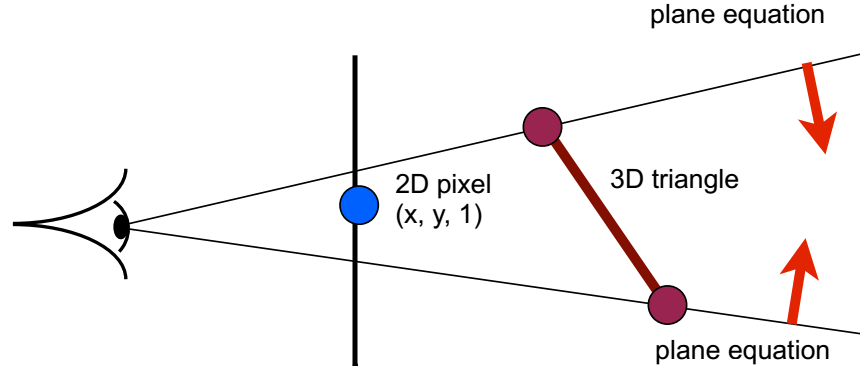 plane equation
2D pixel
(x, y, 1)
3D triangle
plane equation